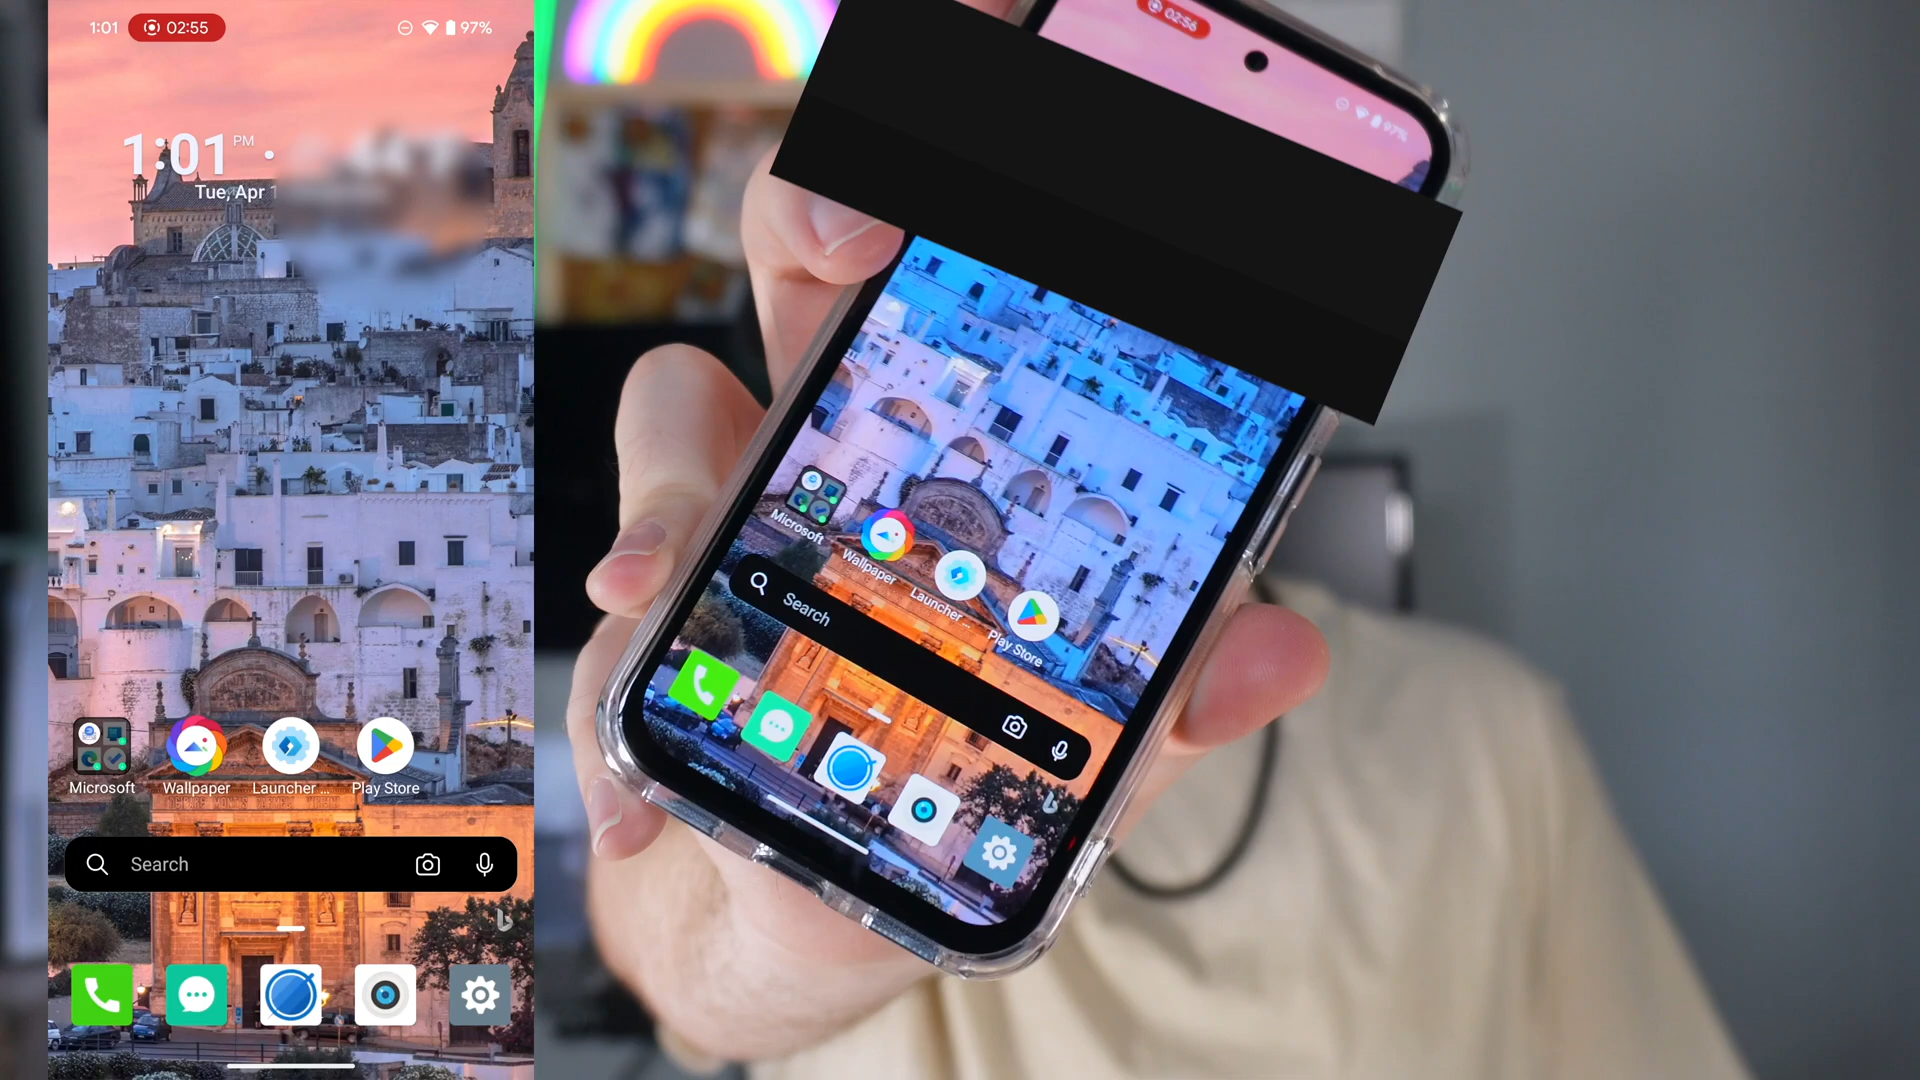 1:01 02:55 97%
1:01 PM
Tue, Apr
Microsoft Wallpaper Launcher ... Play Store
Search
02:56
97%
Microsoft
Wallpaper
Launcher ...
Play Store
Search